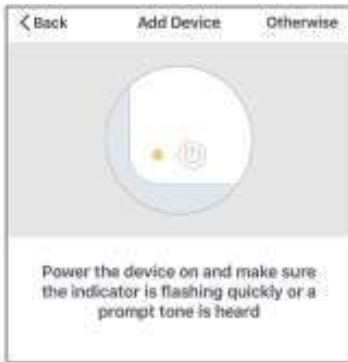 Back Add Device Otherwise
Power the device on and make sure
the indicator is flashing quickly or a
prompt tone is heard